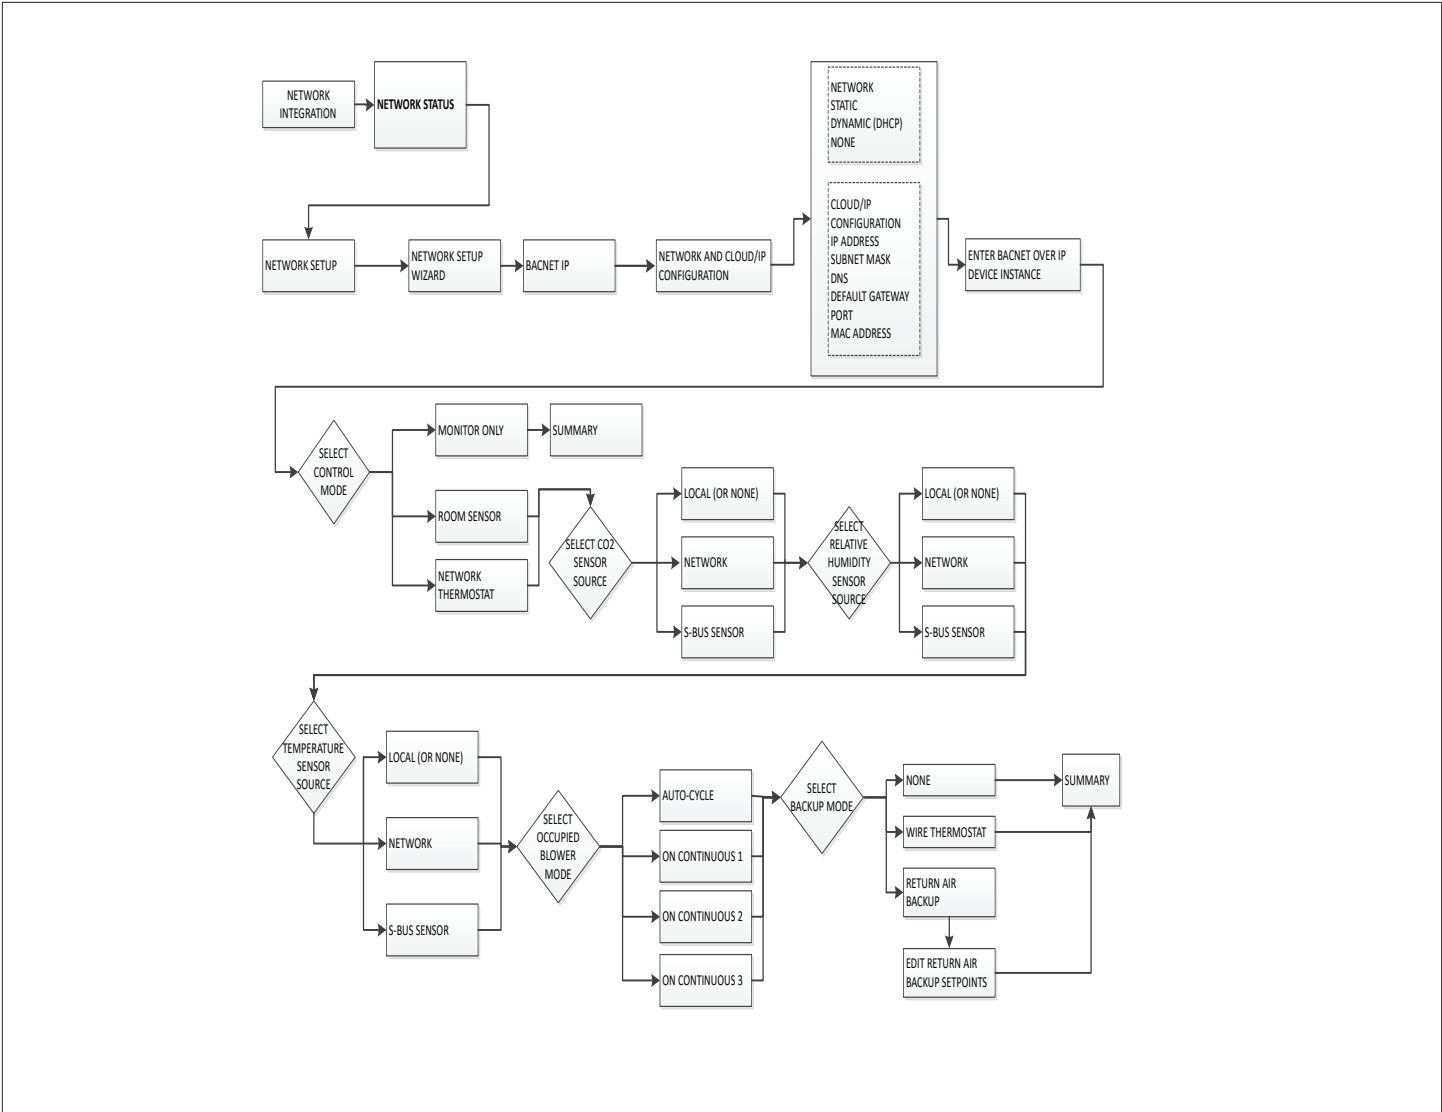 NETWORK
INTEGRATION
NETWORK STATUS
NETWORK
STATIC
DYNAMIC (DHCP)
NONE
CLOUD/IP
CONFIGURATION
IP ADDRESS
SUBNET MASK
DNS
DEFAULT GATEWAY
PORT
MAC ADDRESS
NETWORK SETUP
NETWORK SETUP
WIZARD
BACNET IP
NETWORK AND CLOUD/IP
CONFIGURATION
ENTER BACNET OVER IP
DEVICE INSTANCE
SELECT
CONTROL
MODE
MONITOR ONLY
SUMMARY
ROOM SENSOR
NETWORK
THERMOSTAT
SELECT CO2
SENSOR
SOURCE
LOCAL (OR NONE)
NETWORK
S-BUS SENSOR
SELECT
RELATIVE
HUMIDITY
SENSOR
SOURCE
LOCAL (OR NONE)
NETWORK
S-BUS SENSOR
SELECT
TEMPERATURE
SENSOR
SOURCE
LOCAL (OR NONE)
NETWORK
S-BUS SENSOR
SELECT
OCCUPIED
BLOWER
MODE
AUTO-CYCLE
ON CONTINUOUS 1
ON CONTINUOUS 2
ON CONTINUOUS 3
SELECT
BACKUP MODE
NONE
WIRE THERMOSTAT
RETURN AIR
BACKUP
EDIT RETURN AIR
BACKUP SETPOINTS
SUMMARY